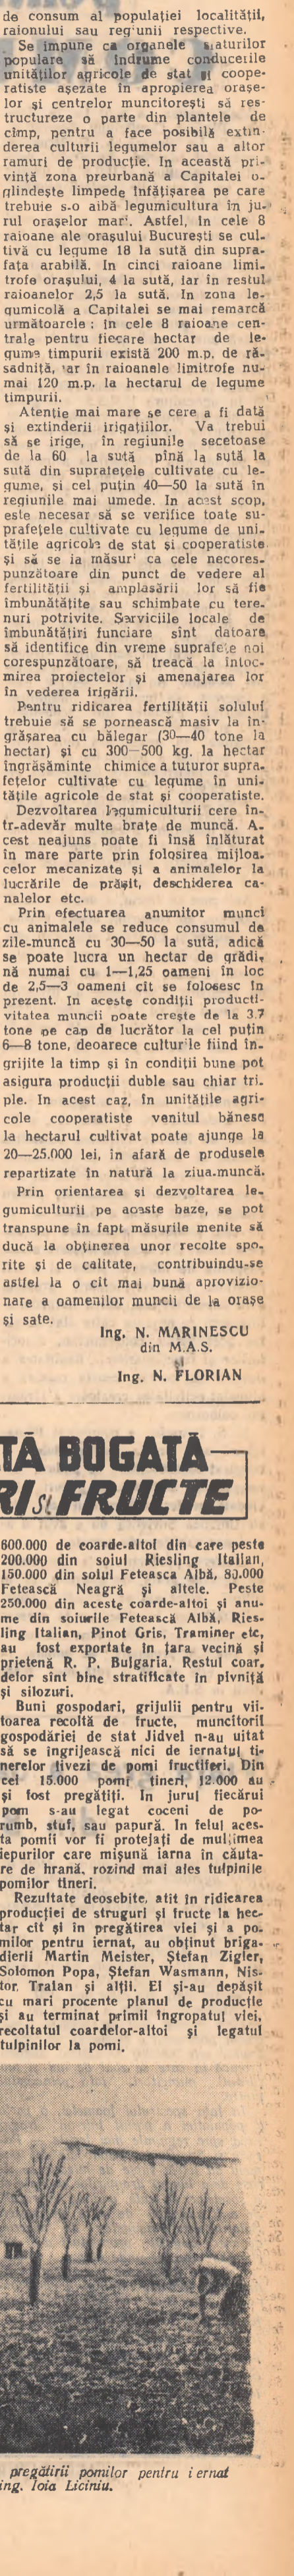 de consum al populației localității,
raionului sau regiunii respective.
Se impune ca organele sfaturilor
populare să îndrume conducerile
unităților agricole de stat și coope-
ratiste așezate în apropierea orașe-
lor și centrelor muncitorești să res-
tructureze o parte din plantele de
cîmp, pentru a face posibilă extin-
derea culturii legumelor sau a altor
ramuri de producție. In această pri-
vință zona preurbană a Capitalei o-
glindește limpede înfățișarea pe care
trebuie s-o aibă legumicultura în ju-
rul orașelor mari. Astfel, în cele 8
raioane ale orașului București se cul-
tivă cu legume 18 la sută din supra-
fața arabilă. In cinci raioane limi-
trofe orașului, 4 la sută, iar în restul
raioanelor 2,5 la sută. In zona le-
gumicolă a Capitalei se mai remarcă
următoarele : în cele 8 raioane cen-
trale pentru fiecare hectar de le-
gume timpurii există 200 m.p. de ră-
sadniță, iar în raioanele limitrofe nu-
mai 120 m.p. la hectarul de legume
timpurii.
Atenție mai mare se cere a fi dată
și extinderii irigațiilor. Va trebui
să se irige, în regiunile secetoase
de la 60 la sută pînă la sută la
sută din suprafețele cultivate cu le-
gume, și cel puțin 40—50 la sută în
regiunile mai umede. In acest scop,
este necesar să se verifice toate su-
prafețele cultivate cu legume de uni-
tățile agricole de stat și cooperatiste
și să se ia măsuri ca cele necores-
punzătoare din punct de vedere al
fertilității și amplasării lor să fie
îmbunătățite sau schimbate cu tere-
nuri potrivite. Serviciile locale de
îmbunătățiri funciare sînt datoare
să identifice din vreme suprafețe noi
corespunzătoare, să treacă la întoc-
mirea proiectelor și amenajarea lor
în vederea irigării.
Pentru ridicarea fertilității solului
trebuie să se pornească masiv la în-
grășarea cu bălegar (30—40 tone la
hectar) și cu 300—500 kg. la hectar
îngrășăminte chimice a tuturor supra-
fețelor cultivate cu legume în uni-
tățile agricole de stat și cooperatiste.
Dezvoltarea legumiculturii cere în-
tr-adevăr multe brațe de muncă. A-
cest neajuns poate fi însă înlăturat
în mare parte prin folosirea mijloa-
celor mecanizate și a animalelor la
lucrările de prășit, deschiderea ca-
nalelor etc.
Prin efectuarea anumitor munci
cu animalele se reduce consumul de
zile-muncă cu 30—50 la sută, adică
se poate lucra un hectar de grădi-
nă numai cu 1—1,25 oameni în loc
de 2,5—3 oameni cît se folosesc în
prezent. In aceste condiții producti-
vitatea muncii poate crește de la 3.7
tone pe cap de lucrător la cel puțin
6—8 tone, deoarece culturile fiind în-
grijite la timp și în condiții bune pot
asigura producții duble sau chiar tri-
ple. In acest caz, în unitățile agri-
cole cooperatiste venitul bănesc
la hectarul cultivat poate ajunge la
20—25.000 lei, în afară de produsele
repartizate în natură la ziua-muncă.
Prin orientarea și dezvoltarea le-
gumiculturii pe aceste baze, se pot
transpune în fapt măsurile menite să
ducă la obținerea unor recolte spo-
rite și de calitate, contribuindu-se
astfel la o cît mai bună aprovizio-
nare a oamenilor muncii de la orașe
și sate.
Ing. N. MARINESCU
din M.A.S.
Ing. N. FLORIAN
TĂ BOGATĂ
RI și FRUCTE
600.000 de coarde-altoi din care peste
200.000 din soiul Riesling Italian,
150.000 din soiul Feteasca Albă, 80.000
Fetească Neagră și altele. Peste
250.000 din aceste coarde-altoi și anu-
me din soiurile Fetească Albă, Ries-
ling Italian, Pinot Gris, Traminer etc,
au fost exportate în țara vecină și
prietenă R. P. Bulgaria. Restul coar-
delor sînt bine stratificate în pivniță
și silozuri.
Buni gospodari, grijulii pentru vii-
toarea recoltă de fructe, muncitorii
gospodăriei de stat Jidvei n-au uitat
să se îngrijească nici de iernatul ti-
nerelor livezi de pomi fructiferi. Din
cei 15.000 pomi tineri, 12.000 au
și fost pregătiți. In jurul fiecărui
pom s-au legat coceni de po-
rumb, stuf, sau papură. In felul aces-
ta pomii vor fi protejați de mulțimea
iepurilor care mișună iarna în căuta-
re de hrană, rozînd mai ales tulpinile
pomilor tineri.
Rezultate deosebite, atît în ridicarea
producției de struguri și fructe la hec-
tar cît și în pregătirea viei și a po-
milor pentru iernat, au obținut briga-
dierii Martin Meister, Ștefan Zigler,
Solomon Popa, Ștefan Wasmann, Nis-
tor, Traian și alții. Ei și-au depășit
cu mari procente planul de producție
și au terminat primii îngropatul viei,
recoltatul coardelor-altoi și legatul
tulpinilor la pomi.
pregătirii pomilor pentru iernat
ing. Ioia Liciniu.